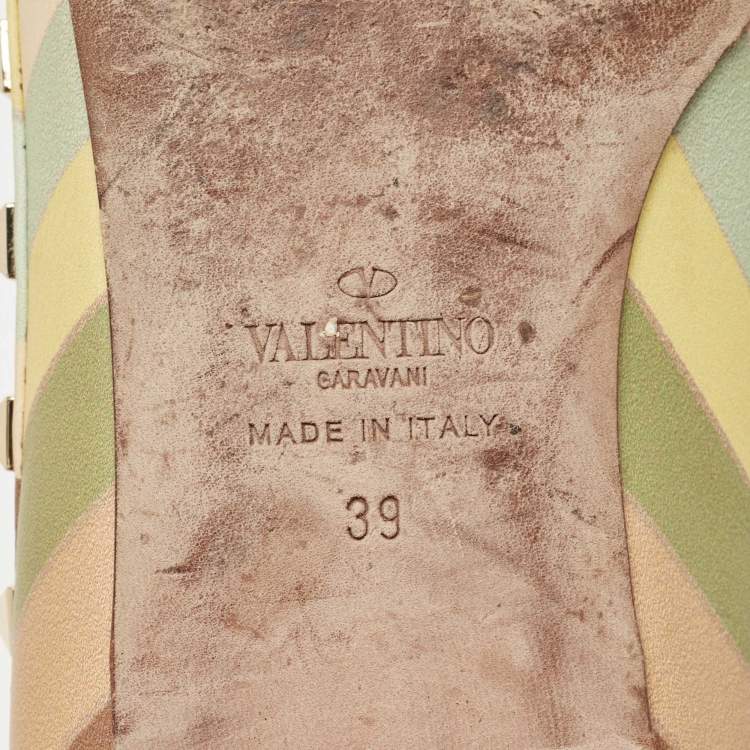 VALENTINO
GARAVANI
MADE IN ITALY
39